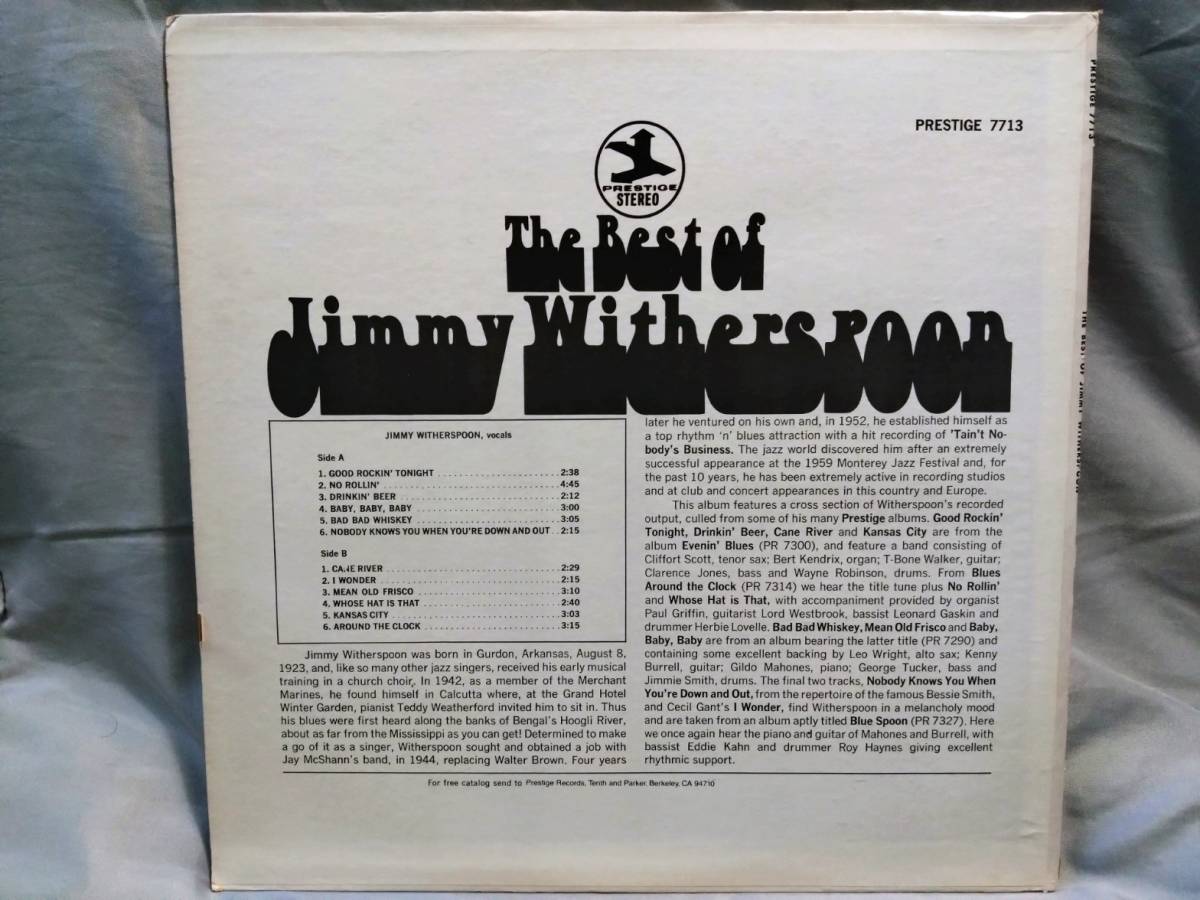 PRESTIGE 7713
PRESTIGE
STEREO
The Best of
Jimmy Witherspoon
JIMMY WITHERSPOON, vocals
Side A
1. GOOD ROCKIN' TONIGHT 2:38
2. NO ROLLIN' 4:45
3. DRINKIN' BEER 2:12
4. BABY, BABY, BABY 3:00
5. BAD BAD WHISKEY 3:05
6. NOBODY KNOWS YOU WHEN YOU'RE DOWN AND OUT 2:15
Side B
1. CANE RIVER 2:29
2. I WONDER 2:15
3. MEAN OLD FRISCO 3:10
4. WHOSE HAT IS THAT 2:40
5. KANSAS CITY 3:03
6. AROUND THE CLOCK 3:15
Jimmy Witherspoon was born in Gurdon, Arkansas, August 8,
1923, and, like so many other jazz singers, received his early musical
training in a church choir. In 1942, as a member of the Merchant
Marines, he found himself in Calcutta where, at the Grand Hotel
Winter Garden, pianist Teddy Weatherford invited him to sit in. Thus
his blues were first heard along the banks of Bengal's Hoogli River,
about as far from the Mississippi as you can get! Determined to make
a go of it as a singer, Witherspoon sought and obtained a job with
Jay McShann's band, in 1944, replacing Walter Brown. Four years
later he ventured on his own and, in 1952, he established himself as
a top rhythm 'n' blues attraction with a hit recording of 'Tain't No-
body's Business. The jazz world discovered him after an extremely
successful appearance at the 1959 Monterey Jazz Festival and, for
the past 10 years, he has been extremely active in recording studios
and at club and concert appearances in this country and Europe.
This album features a cross section of Witherspoon's recorded
output, culled from some of his many Prestige albums. Good Rockin'
Tonight, Drinkin' Beer, Cane River and Kansas City are from the
album Evenin' Blues (PR 7300), and feature a band consisting of
Cliffort Scott, tenor sax; Bert Kendrix, organ; T-Bone Walker, guitar;
Clarence Jones, bass and Wayne Robinson, drums. From Blues
Around the Clock (PR 7314) we hear the title tune plus No Rollin'
and Whose Hat is That, with accompaniment provided by organist
Paul Griffin, guitarist Lord Westbrook, bassist Leonard Gaskin and
drummer Herbie Lovelle. Bad Bad Whiskey, Mean Old Frisco and Baby,
Baby, Baby are from an album bearing the latter title (PR 7290) and
containing some excellent backing by Leo Wright, alto sax; Kenny
Burrell, guitar; Gildo Mahones, piano; George Tucker, bass and
Jimmie Smith, drums. The final two tracks, Nobody Knows You When
You're Down and Out, from the repertoire of the famous Bessie Smith,
and Cecil Gant's I Wonder, find Witherspoon in a melancholy mood
and are taken from an album aptly titled Blue Spoon (PR 7327). Here
we once again hear the piano and guitar of Mahones and Burrell, with
bassist Eddie Kahn and drummer Roy Haynes giving excellent
rhythmic support.
For free catalog send to Prestige Records, Tenth and Parker, Berkeley, CA 94710
PRESTIGE 7713
THE BEST OF JIMMY WITHERSPOON